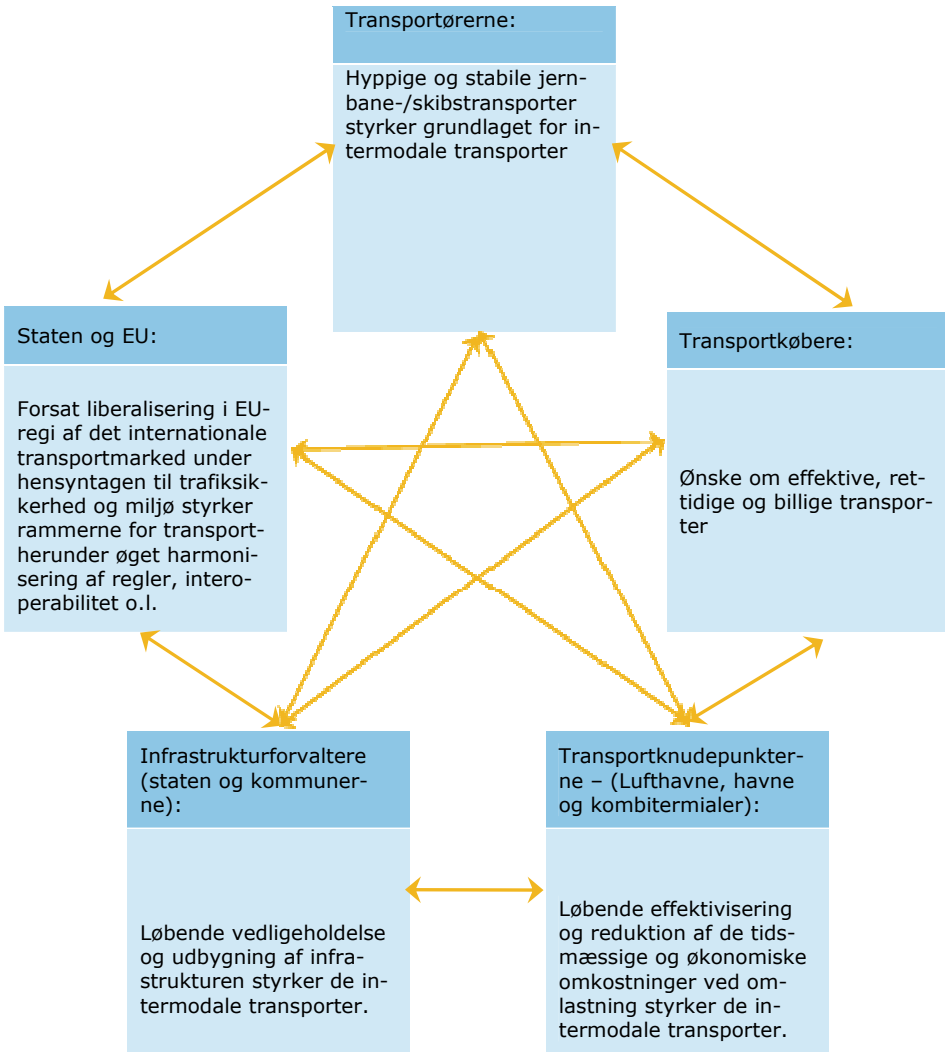 Transportørerne:
Hyppige og stabile jern-
bane-/skibstransporter
styrker grundlaget for in-
termodale transporter
Staten og EU:
Forsat liberalisering i EU-
regi af det internationale
transportmarked under
hensyntagen til trafiksik-
kerhed og miljø styrker
rammerne for transport-
herunder øget harmoni-
sering af regler, intero-
perabilitet o.l.
Transportkøbere:
Ønske om effektive, ret-
tidige og billige transpor-
ter
Infrastrukturforvaltere
(staten og kommuner-
ne):
Løbende vedligeholdelse
og udbygning af infra-
strukturen styrker de in-
termodale transporter.
Transportknudepunkter-
ne – (Lufthavne, havne
og kombitermialer):
Løbende effektivisering
og reduktion af de tids-
mæssige og økonomiske
omkostninger ved om-
lastning styrker de in-
termodale transporter.